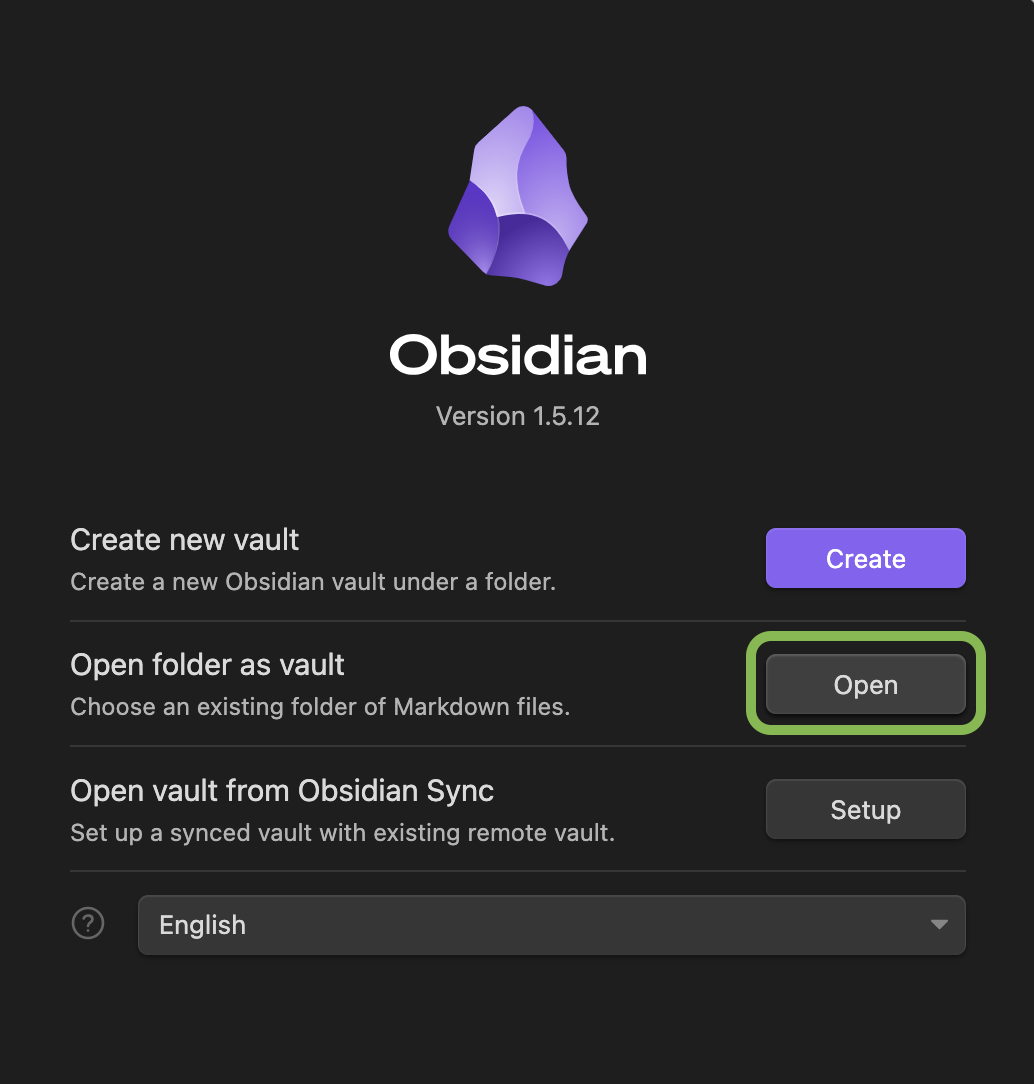 Obsidian
Version 1.5.12
Create new vault
Create a new Obsidian vault under a folder.
Create
Open folder as vault
Choose an existing folder of Markdown files.
Open
Open vault from Obsidian Sync
Set up a synced vault with existing remote vault.
Setup
?
English